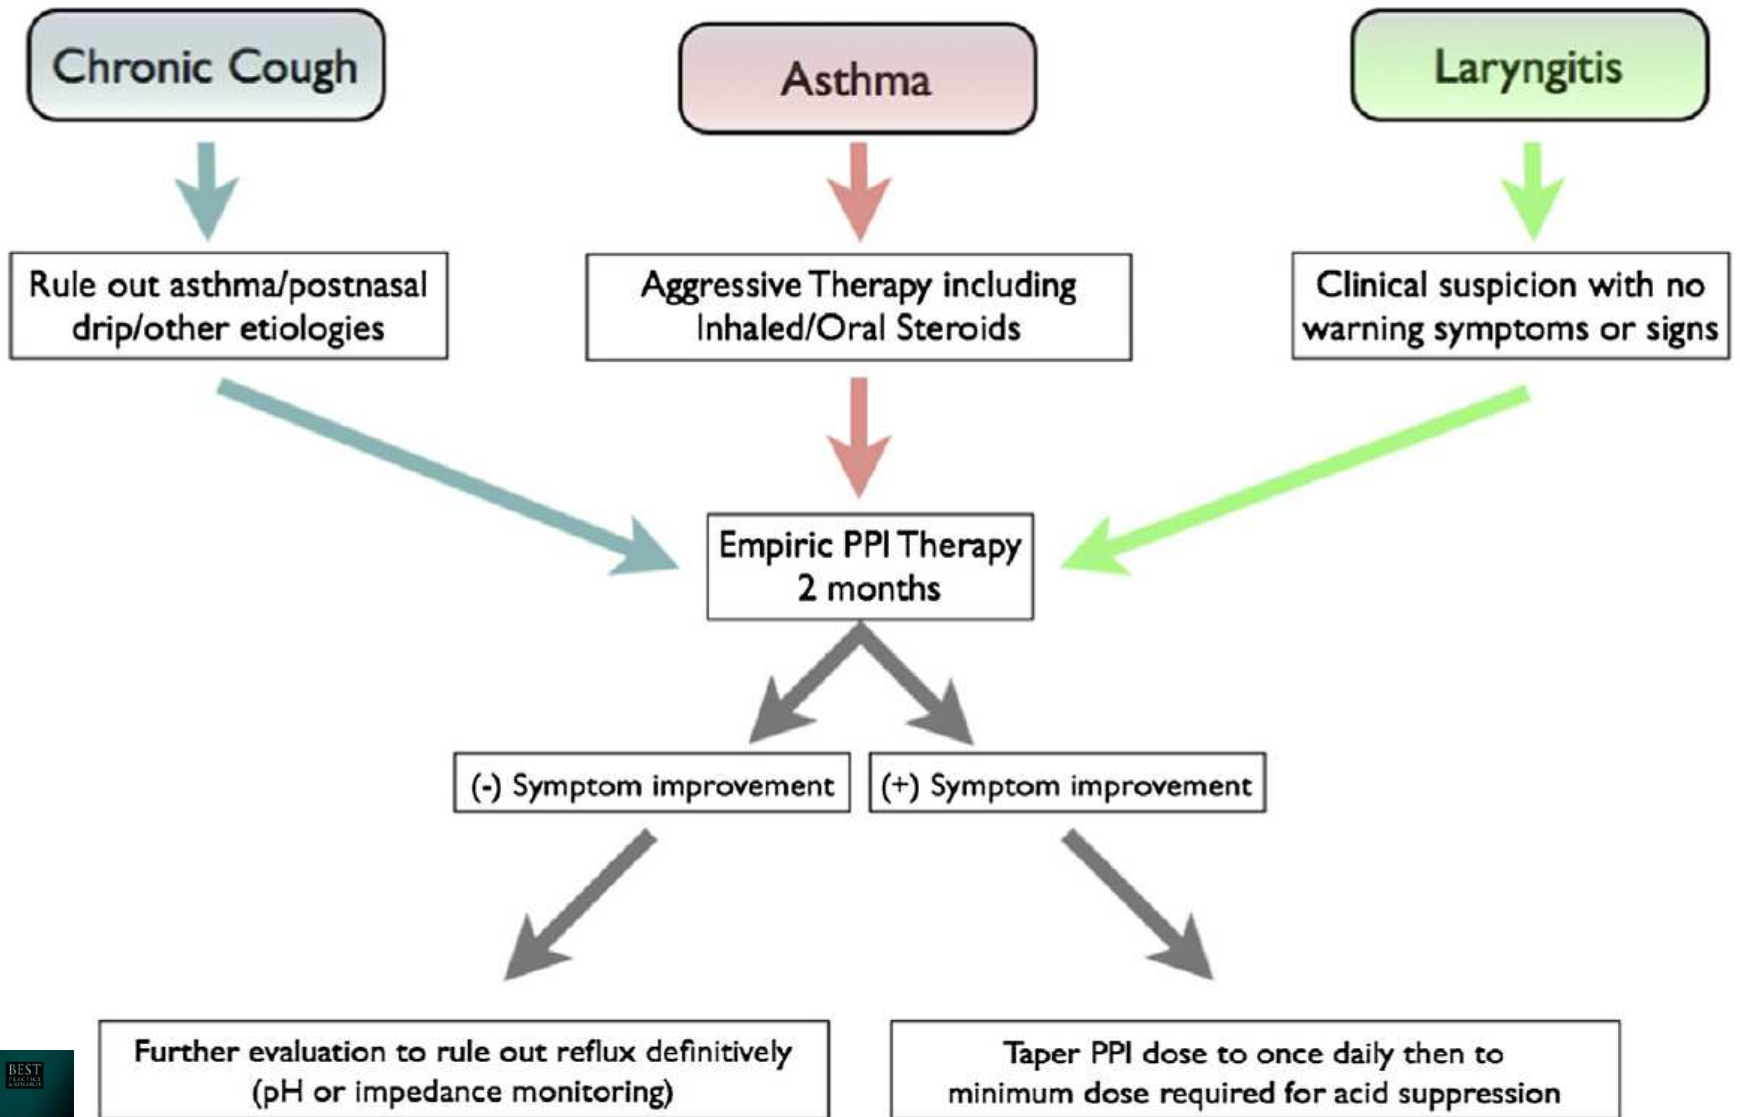 Chronic Cough
Asthma
Laryngitis
Rule out asthma/postnasal
drip/other etiologies
Aggressive Therapy including
Inhaled/Oral Steroids
Clinical suspicion with no
warning symptoms or signs
Empiric PPI Therapy
2 months
(-) Symptom improvement
(+) Symptom improvement
Further evaluation to rule out reflux definitively
(pH or impedance monitoring)
Taper PPI dose to once daily then to
minimum dose required for acid suppression
BEST
PRACTICE
& RESEARCH